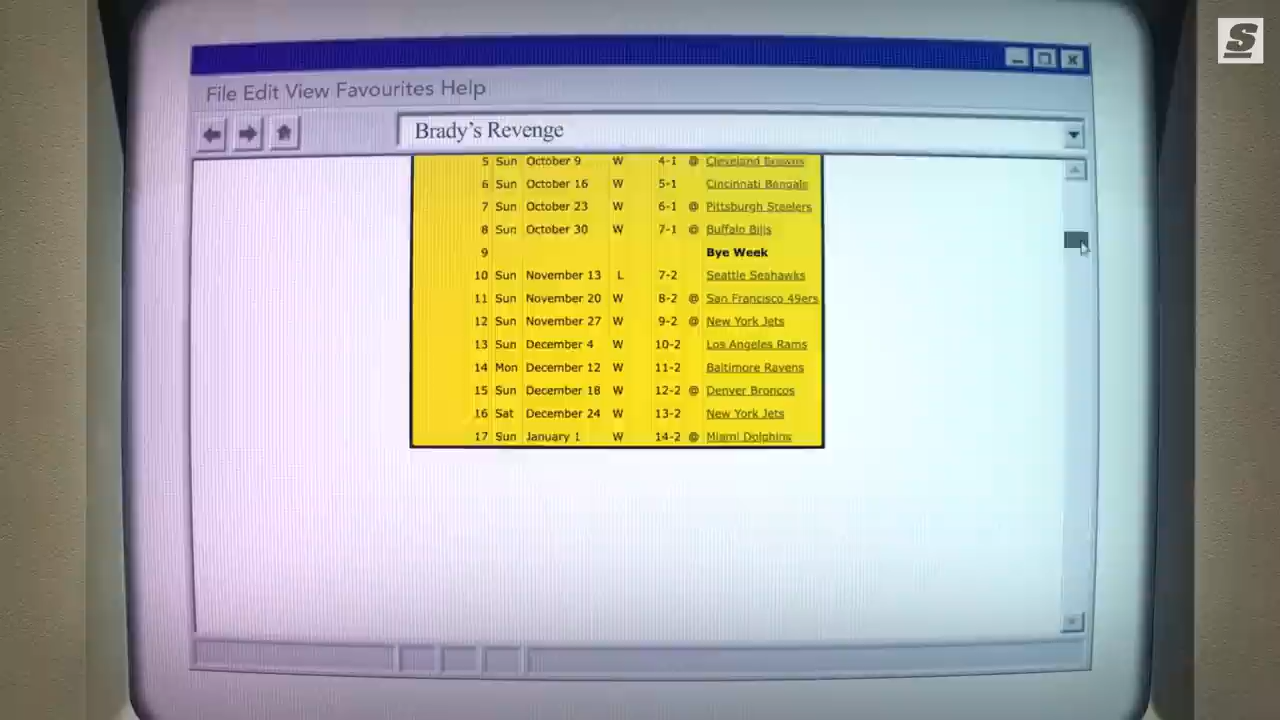 S
File Edit View Favourites Help
Brady's Revenge
5 Sun October 9 W 4-1 @ Cleveland Browns
6 Sun October 16 W 5-1 Cincinnati Bengals
7 Sun October 23 W 6-1 @ Pittsburgh Steelers
8 Sun October 30 W 7-1 @ Buffalo Bills
9 Bye Week
10 Sun November 13 L 7-2 Seattle Seahawks
11 Sun November 20 W 8-2 @ San Francisco 49ers
12 Sun November 27 W 9-2 @ New York Jets
13 Sun December 4 W 10-2 Los Angeles Rams
14 Mon December 12 W 11-2 Baltimore Ravens
15 Sun December 18 W 12-2 @ Denver Broncos
16 Sat December 24 W 13-2 New York Jets
17 Sun January 1 W 14-2 @ Miami Dolphins